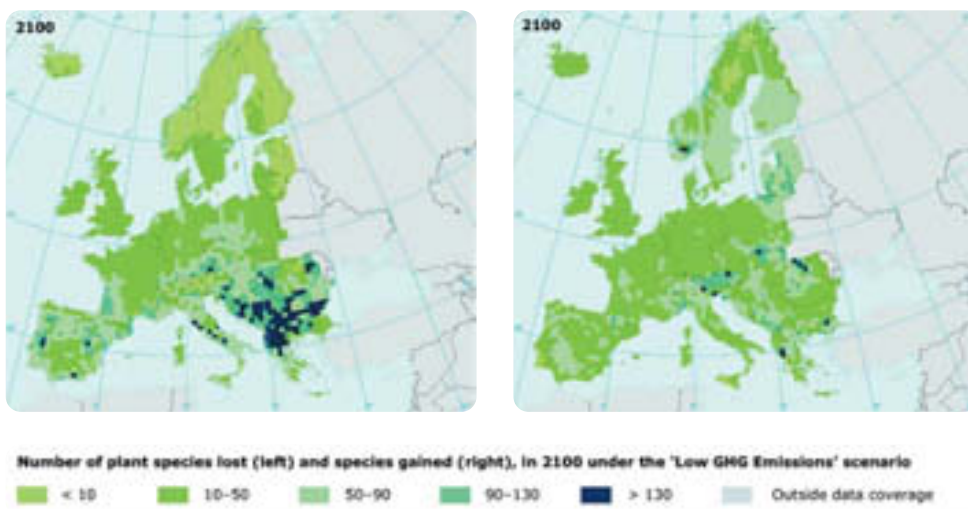 2100
2100
Number of plant species lost (left) and species gained (right), in 2100 under the 'Low GHG Emissions' scenario
< 10 10–50 50–90 90–130 > 130 Outside data coverage